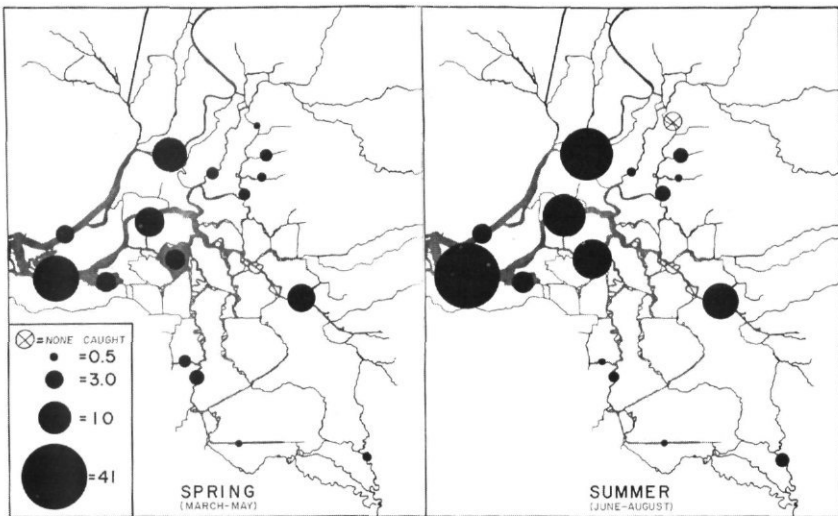 =NONE CAUGHT
=0.5
=3.0
=10
=41
SPRING
(MARCH-MAY)
SUMMER
(JUNE-AUGUST)